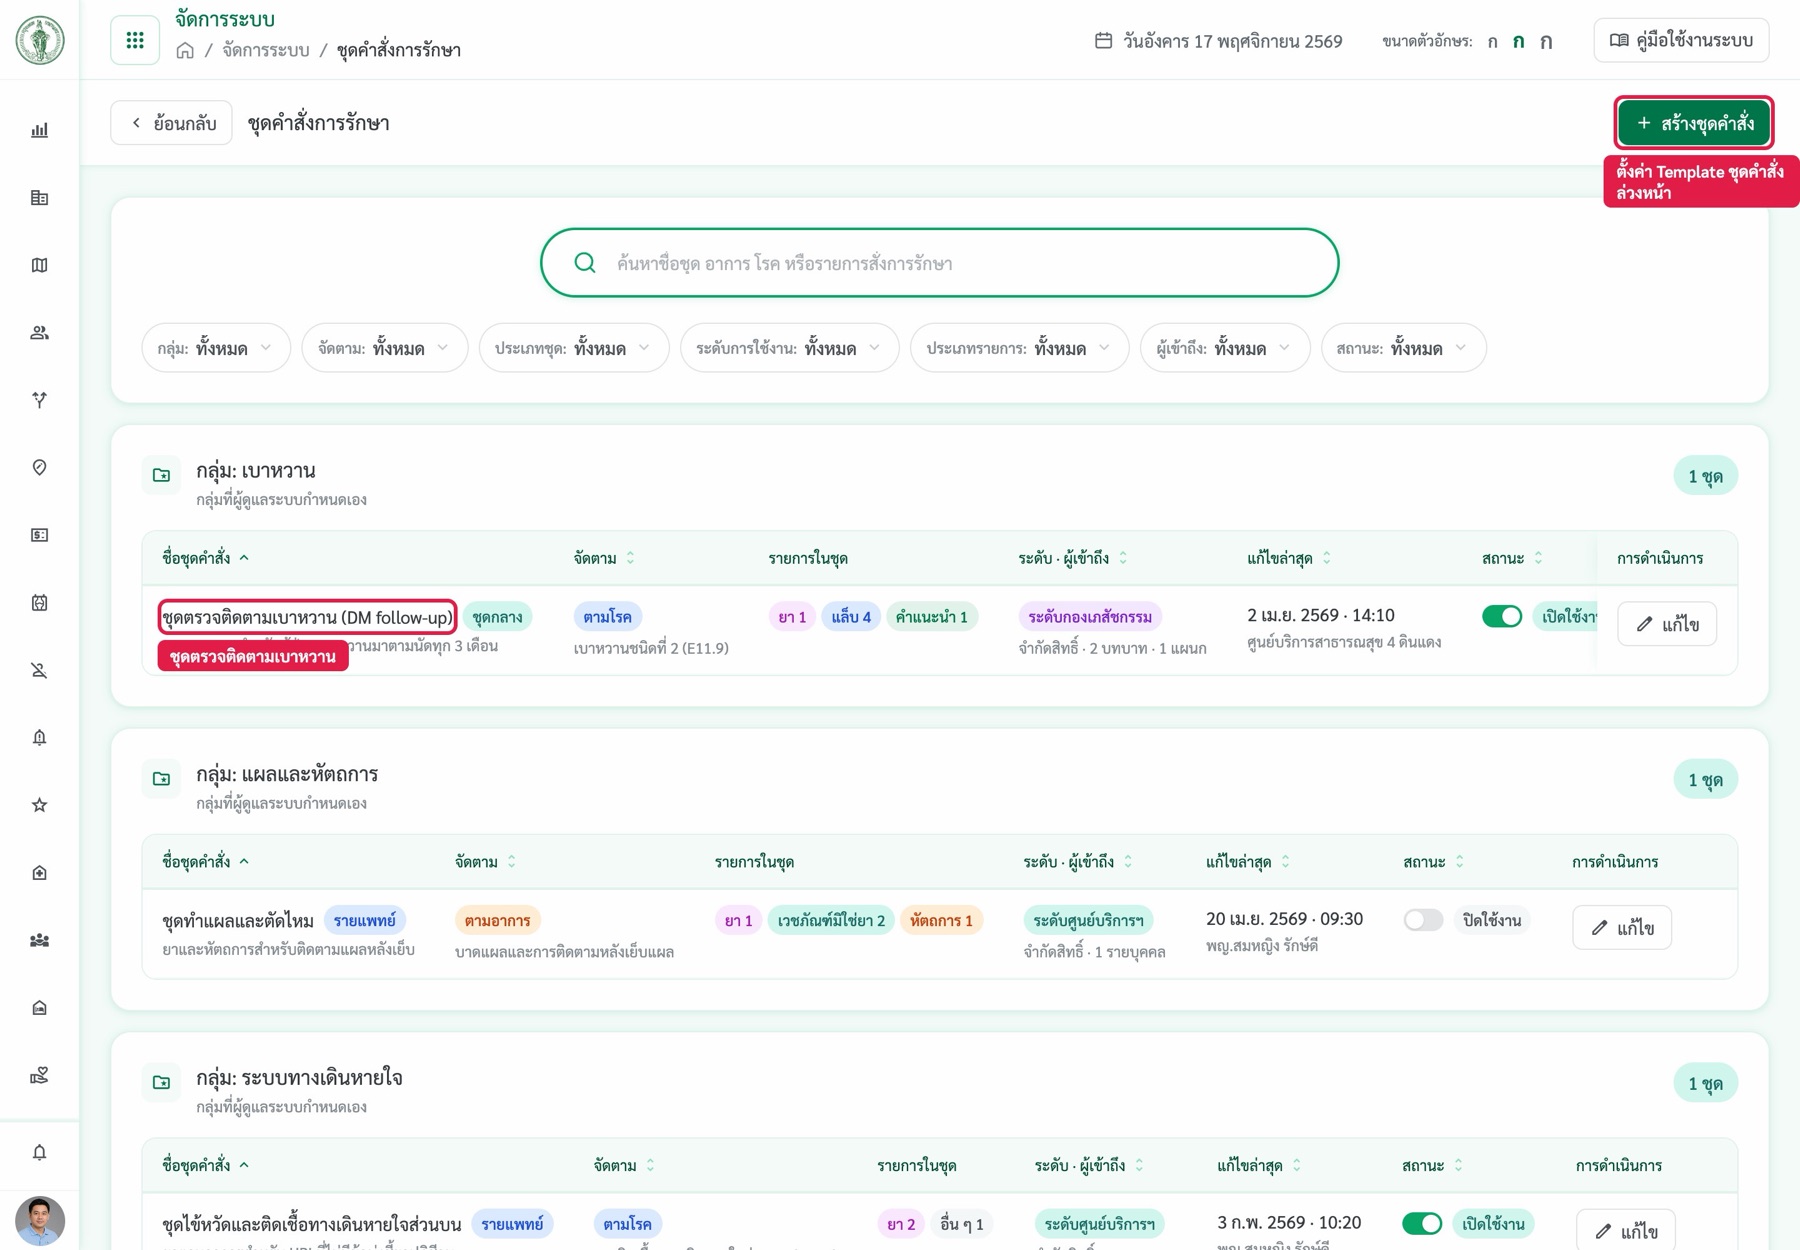 จัดการระบบ
/ จัดการระบบ / ชุดคำสั่งการรักษา
วันอังคาร 17 พฤศจิกายน 2569
ขนาดตัวอักษร: ก ก ก
คู่มือใช้งานระบบ
ย้อนกลับ
ชุดคำสั่งการรักษา
+ สร้างชุดคำสั่ง
ตั้งค่า Template ชุดคำสั่ง
ล่วงหน้า
ค้นหาชื่อชุด อาการ โรค หรือรายการสั่งการรักษา
กลุ่ม: ทั้งหมด
จัดตาม: ทั้งหมด
ประเภทชุด: ทั้งหมด
ระดับการใช้งาน: ทั้งหมด
ประเภทรายการ: ทั้งหมด
ผู้เข้าถึง: ทั้งหมด
สถานะ: ทั้งหมด
กลุ่ม: เบาหวาน
กลุ่มที่ผู้ดูแลระบบกำหนดเอง
1 ชุด
ชื่อชุดคำสั่ง จัดตาม รายการในชุด ระดับ · ผู้เข้าถึง แก้ไขล่าสุด สถานะ การดำเนินการ
ชุดตรวจติดตามเบาหวาน (DM follow-up) ชุดกลาง ตามโรค ยา 1 แล็บ 4 คำแนะนำ 1 ระดับกองเภสัชกรรม 2 เม.ย. 2569 · 14:10 เปิดใช้งาน แก้ไข
ชุดตรวจติดตามเบาหวาน
วานมาตามนัดทุก 3 เดือน เบาหวานชนิดที่ 2 (E11.9) จำกัดสิทธิ์ · 2 บทบาท · 1 แผนก ศูนย์บริการสาธารณสุข 4 ดินแดง
กลุ่ม: แผลและหัตถการ
กลุ่มที่ผู้ดูแลระบบกำหนดเอง
1 ชุด
ชื่อชุดคำสั่ง จัดตาม รายการในชุด ระดับ · ผู้เข้าถึง แก้ไขล่าสุด สถานะ การดำเนินการ
ชุดทำแผลและตัดไหม รายแพทย์ ตามอาการ ยา 1 เวชภัณฑ์มิใช่ยา 2 หัตถการ 1 ระดับศูนย์บริการฯ 20 เม.ย. 2569 · 09:30 ปิดใช้งาน แก้ไข
ยาและหัตถการสำหรับติดตามแผลหลังเย็บ บาดแผลและการติดตามหลังเย็บแผล จำกัดสิทธิ์ · 1 รายบุคคล พญ.สมหญิง รักษ์ดี
กลุ่ม: ระบบทางเดินหายใจ
กลุ่มที่ผู้ดูแลระบบกำหนดเอง
1 ชุด
ชื่อชุดคำสั่ง จัดตาม รายการในชุด ระดับ · ผู้เข้าถึง แก้ไขล่าสุด สถานะ การดำเนินการ
ชุดไข้หวัดและติดเชื้อทางเดินหายใจส่วนบน รายแพทย์ ตามโรค ยา 2 อื่น ๆ 1 ระดับศูนย์บริการฯ 3 ก.พ. 2569 · 10:20 เปิดใช้งาน แก้ไข